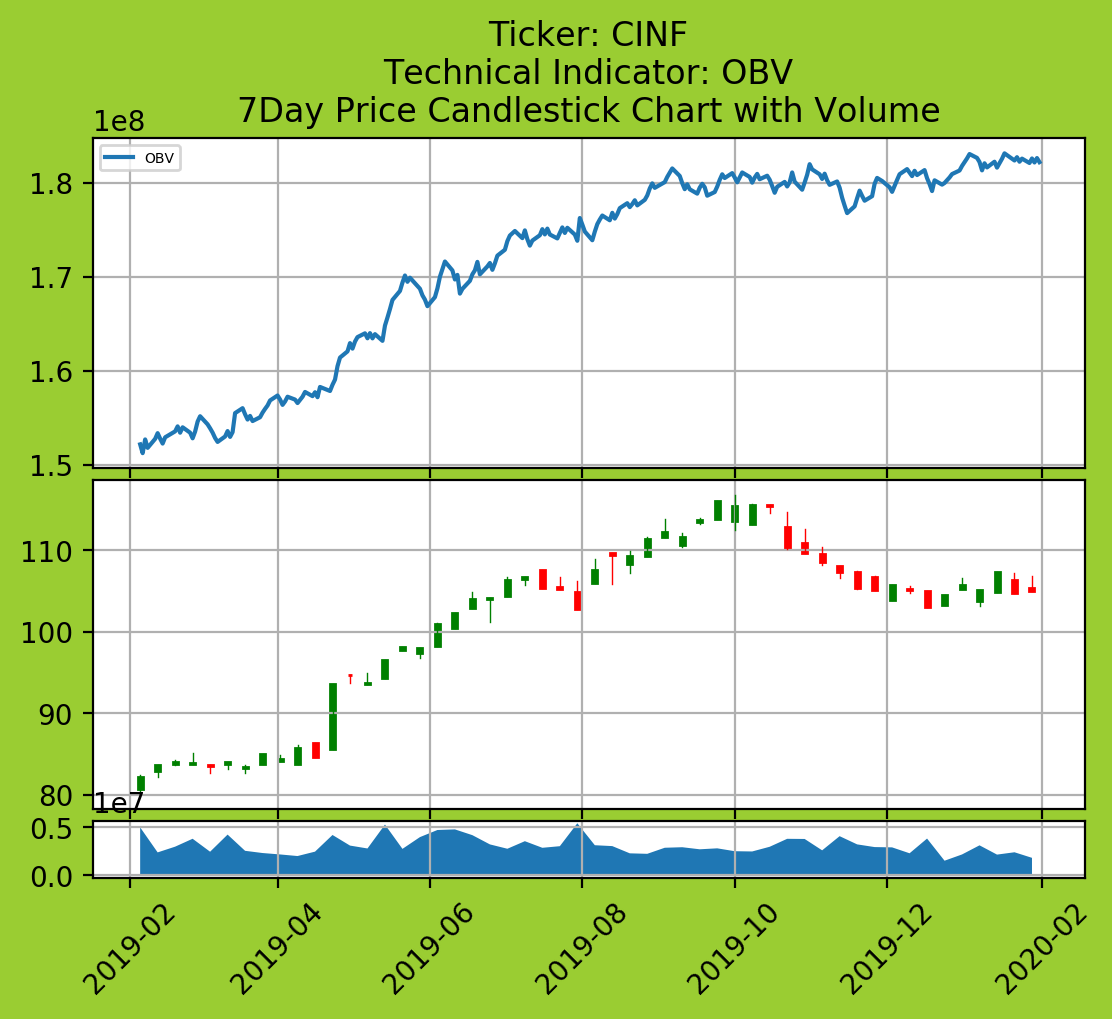 Ticker: CINF
Technical Indicator: OBV
7Day Price Candlestick Chart with Volume
1e8
OBV
1.8
1.7
1.6
1.5
110
100
90
80
1e7
0.5
0.0
2019-02
2019-04
2019-06
2019-08
2019-10
2019-12
2020-02